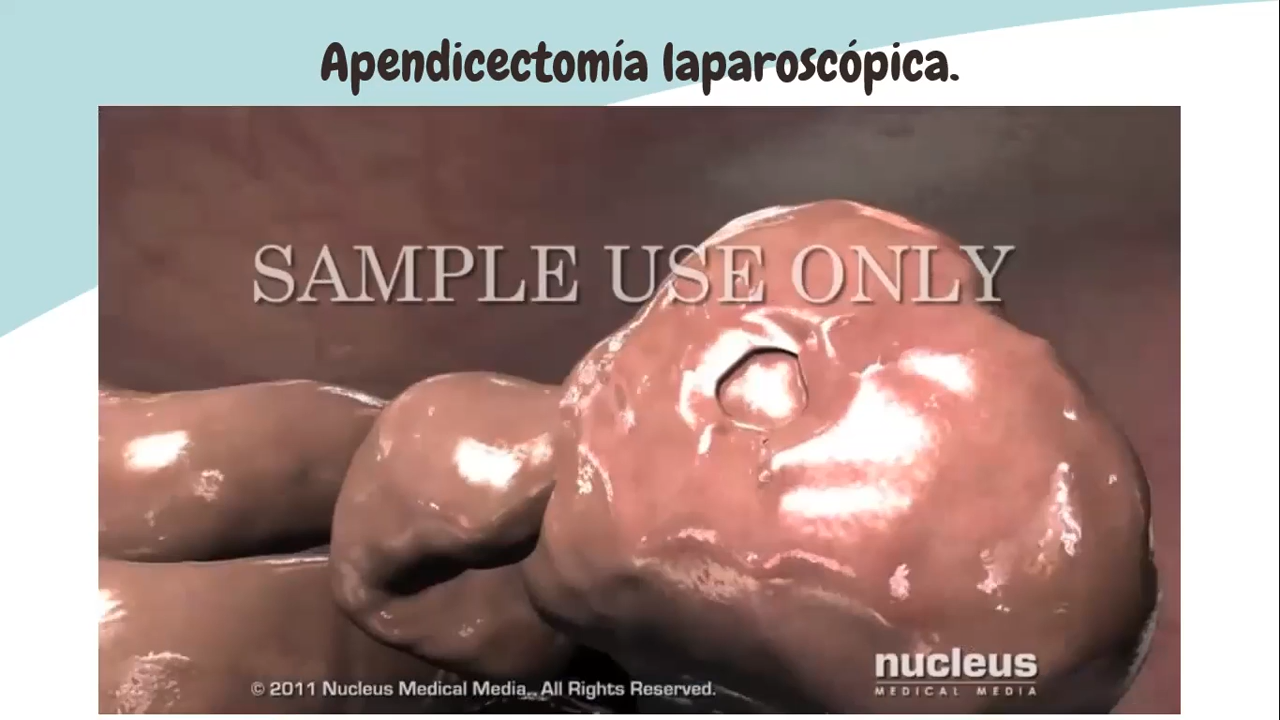 Apendicectomía laparoscópica.
SAMPLE USE ONLY
nucleus
MEDICAL MEDIA
© 2011 Nucleus Medical Media, All Rights Reserved.